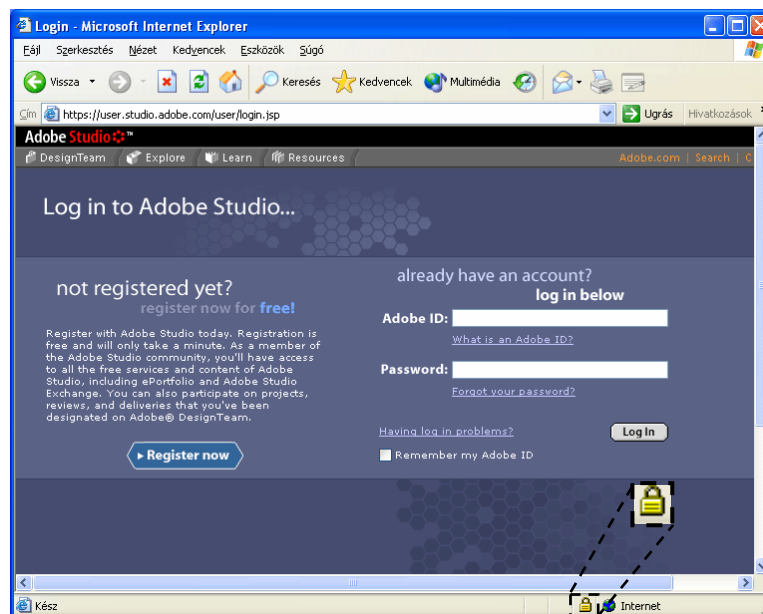 Login - Microsoft Internet Explorer
Fájl Szerkesztés Nézet Kedvencek Eszközök Súgó
Vissza Keresés Kedvencek Multimédia
Cím https://user.studio.adobe.com/user/login.jsp Ugrás Hivatkozások
Adobe Studio™
DesignTeam / Explore / Learn / Resources / Adobe.com | Search | C
Log in to Adobe Studio...
not registered yet?
register now for free!
Register with Adobe Studio today. Registration is
free and will only take a minute. As a member of
the Adobe Studio community, you'll have access
to all the free services and content of Adobe
Studio, including ePortfolio and Adobe Studio
Exchange. You can also participate on projects,
reviews, and deliveries that you've been
designated on Adobe® DesignTeam.
Register now
already have an account?
log in below
Adobe ID:
What is an Adobe ID?
Password:
Forgot your password?
Having log in problems? Log In
Remember my Adobe ID
Kész Internet